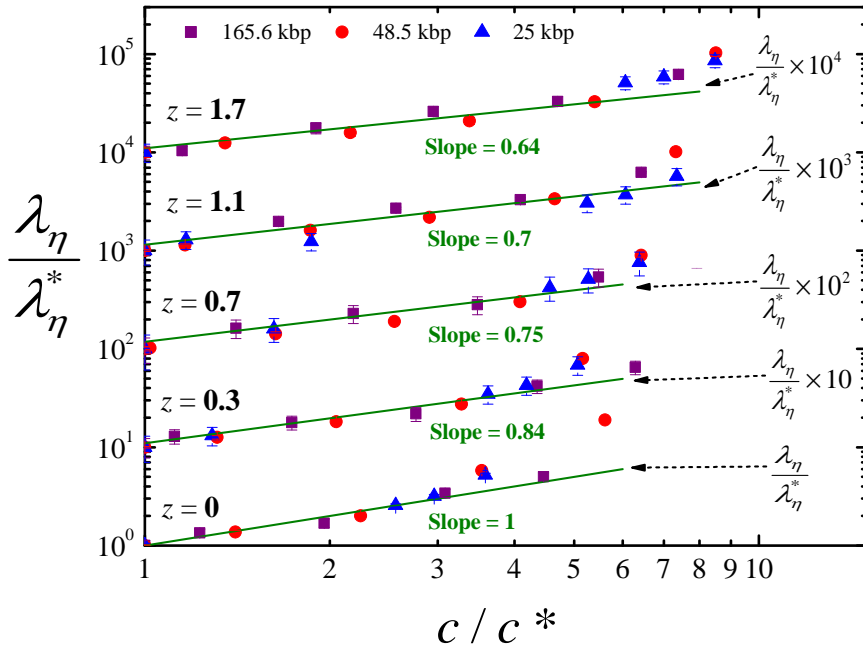 165.6 kbp 48.5 kbp 25 kbp
10^5
λ_η / λ_η^* ×10^4
z = 1.7
Slope = 0.64
10^4
λ_η / λ_η^* ×10^3
z = 1.1
Slope = 0.7
10^3
λ_η / λ_η^*
λ_η / λ_η^* ×10^2
z = 0.7
Slope = 0.75
10^2
λ_η / λ_η^* ×10
z = 0.3
Slope = 0.84
10^1
λ_η / λ_η^*
z = 0
Slope = 1
10^0
1 2 3 4 5 6 7 8 9 10
c / c *